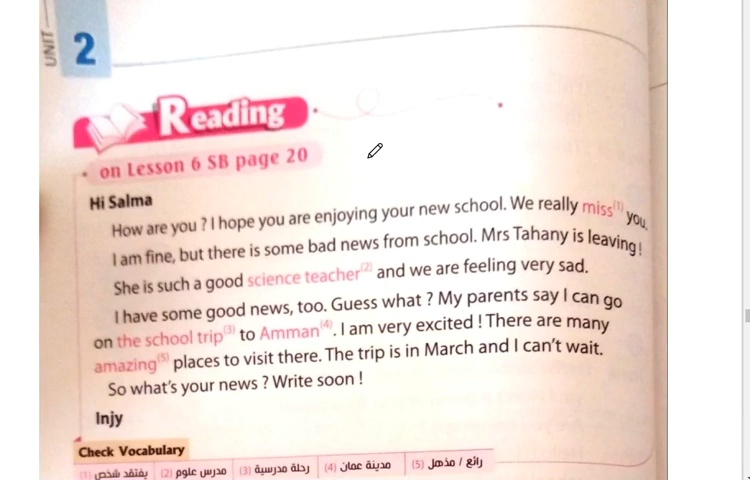 UNIT
2
Reading
on Lesson 6 SB page 20
Hi Salma
How are you ? I hope you are enjoying your new school. We really miss(1) you.
I am fine, but there is some bad news from school. Mrs Tahany is leaving !
She is such a good science teacher(2) and we are feeling very sad.
I have some good news, too. Guess what ? My parents say I can go
on the school trip(3) to Amman(4). I am very excited ! There are many
amazing(5) places to visit there. The trip is in March and I can't wait.
So what's your news ? Write soon !
Injy
Check Vocabulary
(1) يفتقد شخص (2) مدرس علوم (3) رحلة مدرسية (4) مدينة عمان (5) رائع / مذهل